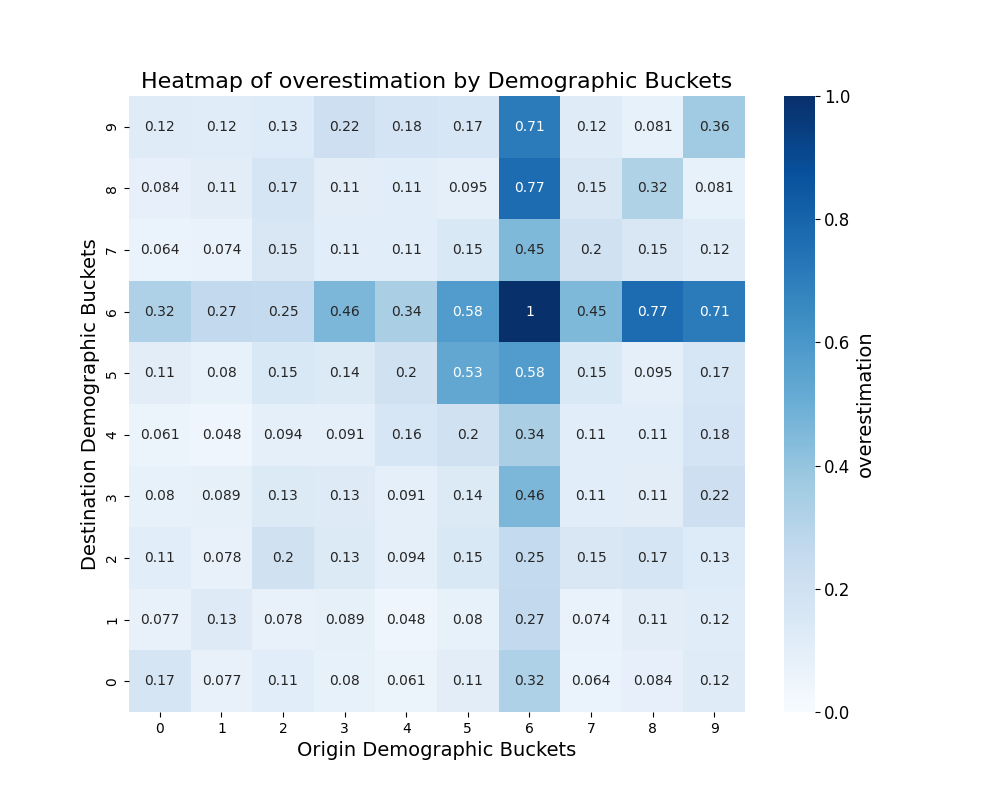 Heatmap of overestimation by Demographic Buckets
9 0.12 0.12 0.13 0.22 0.18 0.17 0.71 0.12 0.081 0.36
8 0.084 0.11 0.17 0.11 0.11 0.095 0.77 0.15 0.32 0.081
7 0.064 0.074 0.15 0.11 0.11 0.15 0.45 0.2 0.15 0.12
6 0.32 0.27 0.25 0.46 0.34 0.58 1 0.45 0.77 0.71
5 0.11 0.08 0.15 0.14 0.2 0.53 0.58 0.15 0.095 0.17
4 0.061 0.048 0.094 0.091 0.16 0.2 0.34 0.11 0.11 0.18
3 0.08 0.089 0.13 0.13 0.091 0.14 0.46 0.11 0.11 0.22
2 0.11 0.078 0.2 0.13 0.094 0.15 0.25 0.15 0.17 0.13
1 0.077 0.13 0.078 0.089 0.048 0.08 0.27 0.074 0.11 0.12
0 0.17 0.077 0.11 0.08 0.061 0.11 0.32 0.064 0.084 0.12
0 1 2 3 4 5 6 7 8 9
Origin Demographic Buckets
Destination Demographic Buckets
1.0
0.8
0.6
0.4
0.2
0.0
overestimation